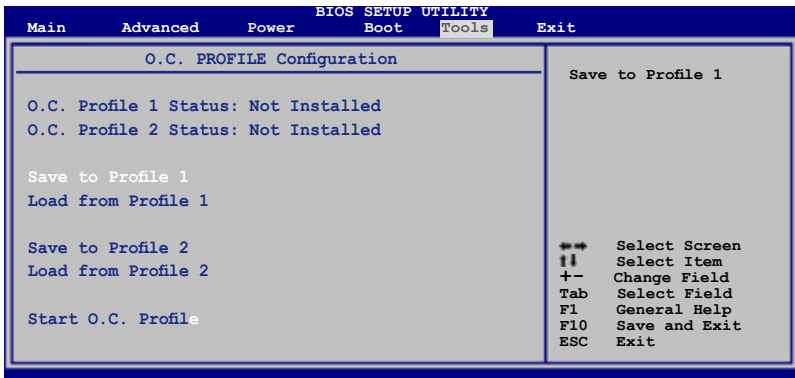 BIOS SETUP UTILITY
Main Advanced Power Boot Tools Exit
O.C. PROFILE Configuration
O.C. Profile 1 Status: Not Installed
O.C. Profile 2 Status: Not Installed
Save to Profile 1
Load from Profile 1
Save to Profile 2
Load from Profile 2
Start O.C. Profile
Save to Profile 1
←→ Select Screen
↑↓ Select Item
+- Change Field
Tab Select Field
F1 General Help
F10 Save and Exit
ESC Exit